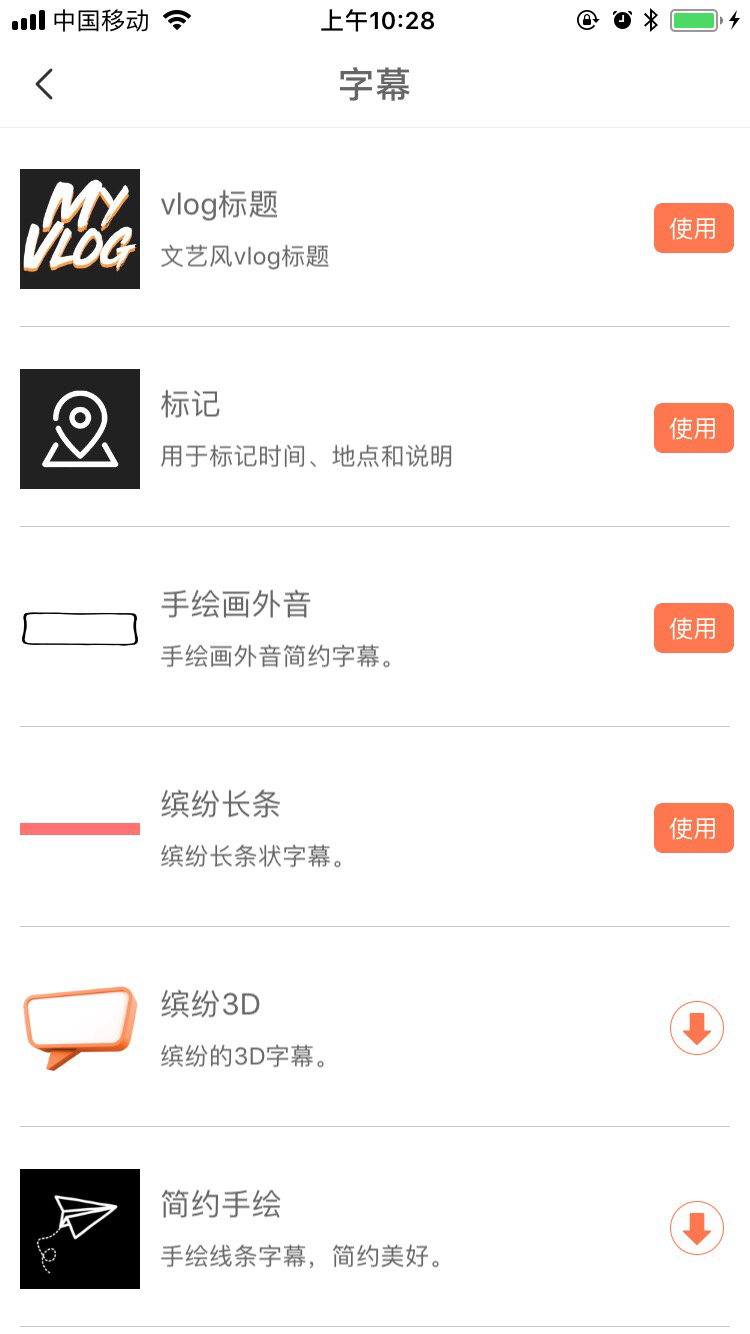 中国移动
上午10:28
字幕
MY
VLOG
vlog标题
文艺风vlog标题
使用
标记
用于标记时间、地点和说明
使用
手绘画外音
手绘画外音简约字幕。
使用
缤纷长条
缤纷长条状字幕。
使用
缤纷3D
缤纷的3D字幕。
简约手绘
手绘线条字幕，简约美好。